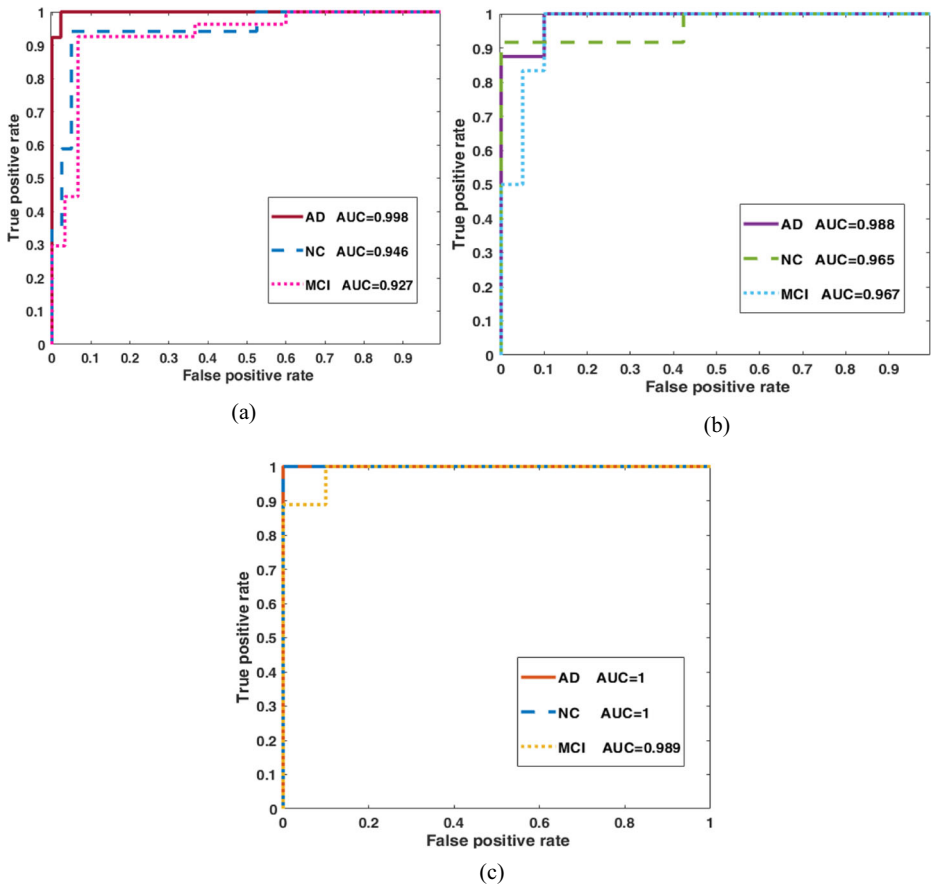 1
0.9
0.8
0.7
0.6
0.5
0.4
0.3
0.2
0.1
0
True positive rate
AD AUC=0.998
NC AUC=0.946
MCI AUC=0.927
0 0.1 0.2 0.3 0.4 0.5 0.6 0.7 0.8 0.9
False positive rate
(a)
1
0.9
0.8
0.7
0.6
0.5
0.4
0.3
0.2
0.1
0
True positive rate
AD AUC=0.988
NC AUC=0.965
MCI AUC=0.967
0 0.1 0.2 0.3 0.4 0.5 0.6 0.7 0.8 0.9
False positive rate
(b)
1
0.9
0.8
0.7
0.6
0.5
0.4
0.3
0.2
0.1
0
True positive rate
AD AUC=1
NC AUC=1
MCI AUC=0.989
0 0.2 0.4 0.6 0.8 1
False positive rate
(c)